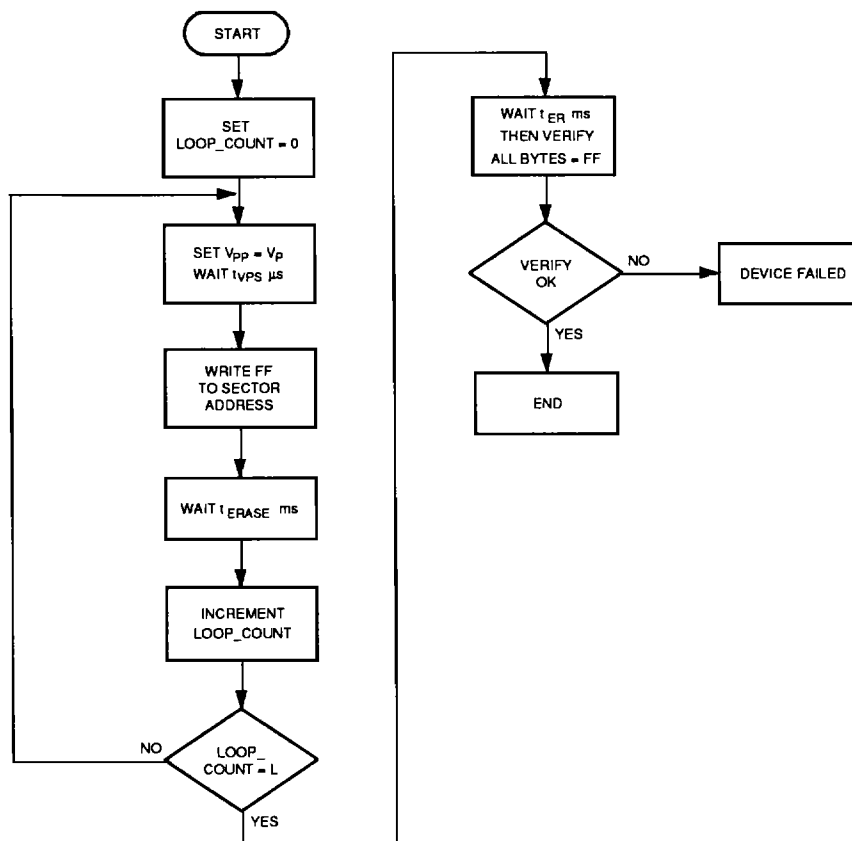 START
SET
LOOP_COUNT = 0
SET VPP = VP
WAIT tVPS µs
WRITE FF
TO SECTOR
ADDRESS
WAIT tERASE ms
INCREMENT
LOOP_COUNT
LOOP_
COUNT = L
NO
YES
WAIT tER ms
THEN VERIFY
ALL BYTES = FF
VERIFY
OK
NO
DEVICE FAILED
YES
END